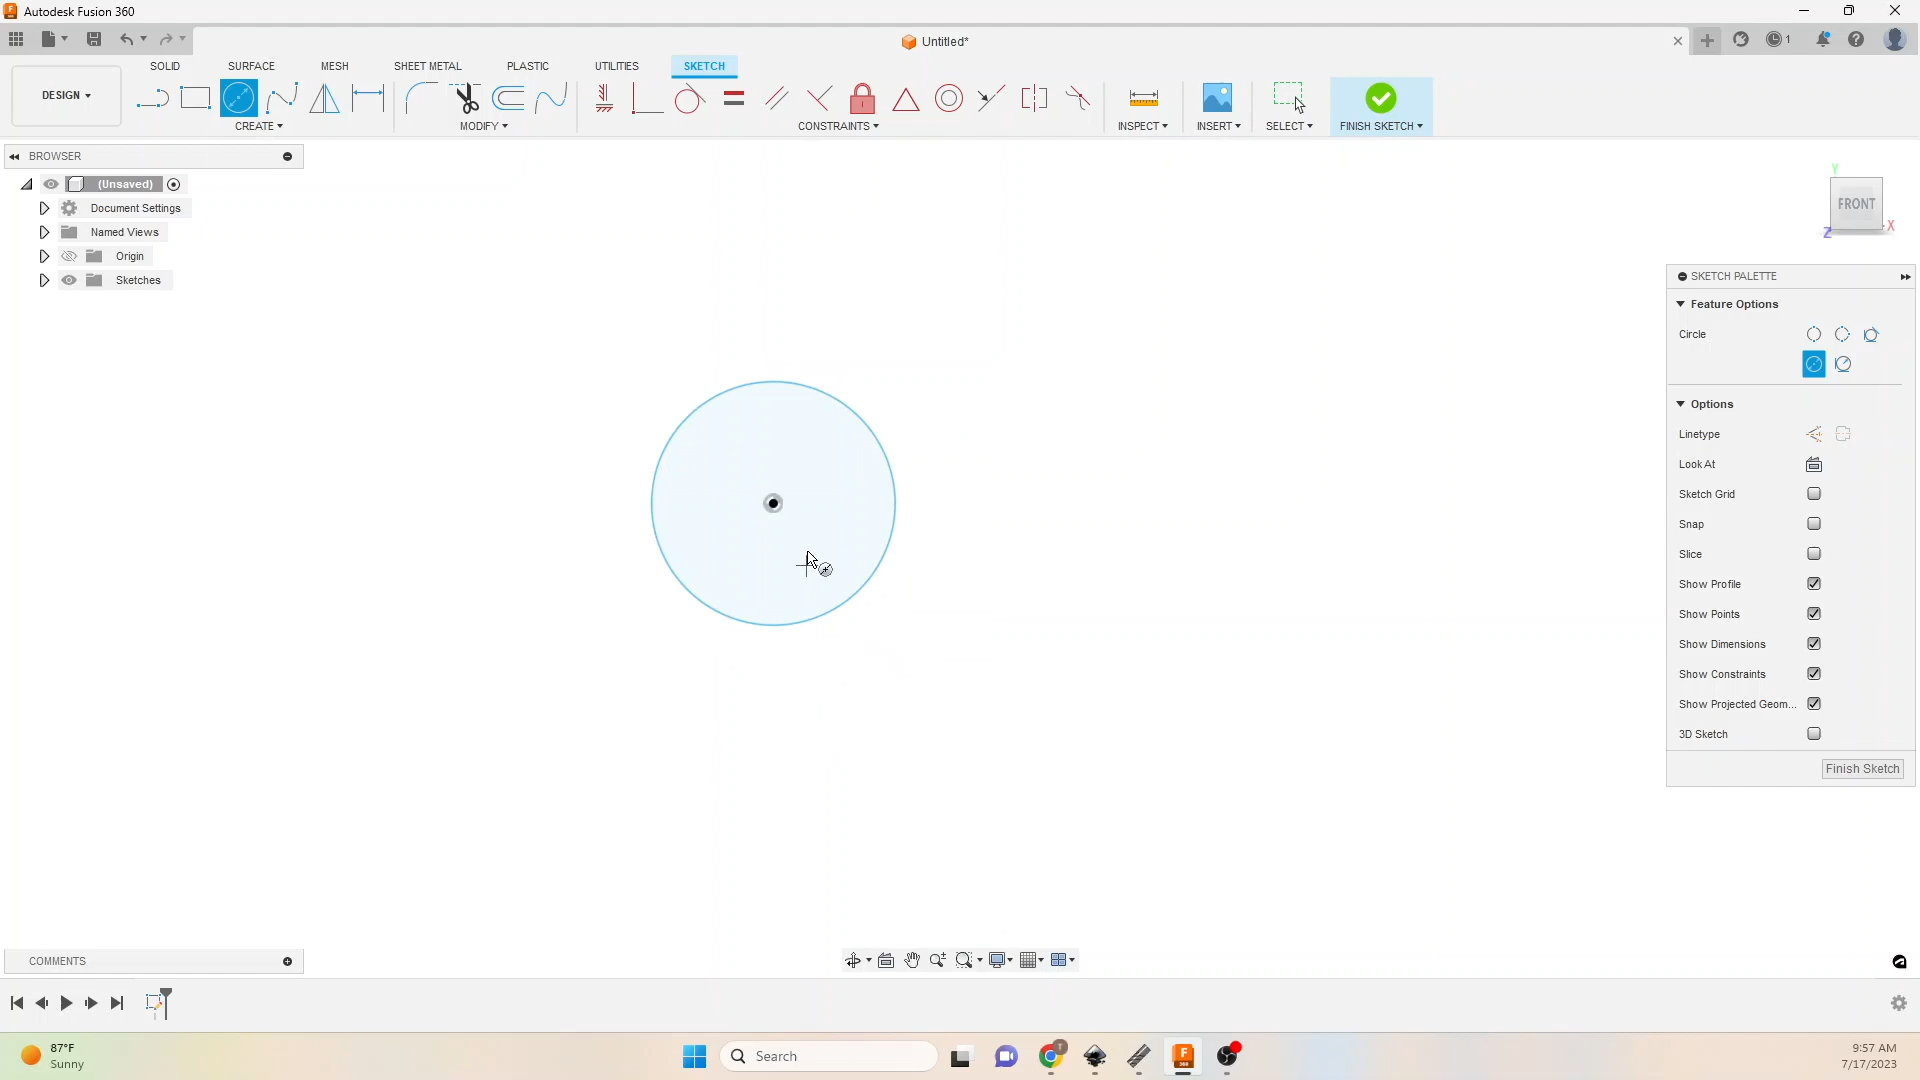 Autodesk Fusion 360
Untitled*
1
SOLID
SURFACE
MESH
SHEET METAL
PLASTIC
UTILITIES
SKETCH
DESIGN
CREATE
MODIFY
CONSTRAINTS
INSPECT
INSERT
SELECT
FINISH SKETCH
BROWSER
(Unsaved)
Document Settings
Named Views
Origin
Sketches
Y
FRONT
X
Z
SKETCH PALETTE
Feature Options
Circle
Options
Linetype
Look At
Sketch Grid
Snap
Slice
Show Profile
Show Points
Show Dimensions
Show Constraints
Show Projected Geom...
3D Sketch
Finish Sketch
COMMENTS
87°F
Sunny
Search
T
F
360
9:57 AM
7/17/2023